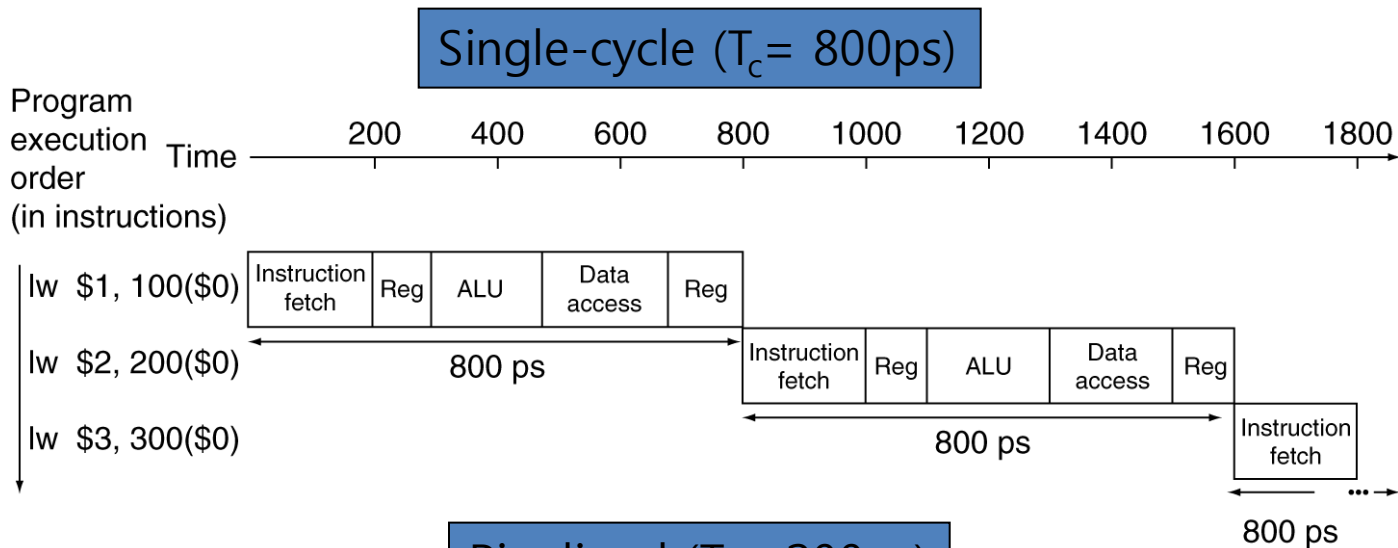 Single-cycle (Tc= 800ps)
Program
execution
order
(in instructions)
Time
200 400 600 800 1000 1200 1400 1600 1800
lw $1, 100($0)
Instruction
fetch
Reg
ALU
Data
access
Reg
800 ps
lw $2, 200($0)
Instruction
fetch
Reg
ALU
Data
access
Reg
800 ps
lw $3, 300($0)
Instruction
fetch
...
800 ps